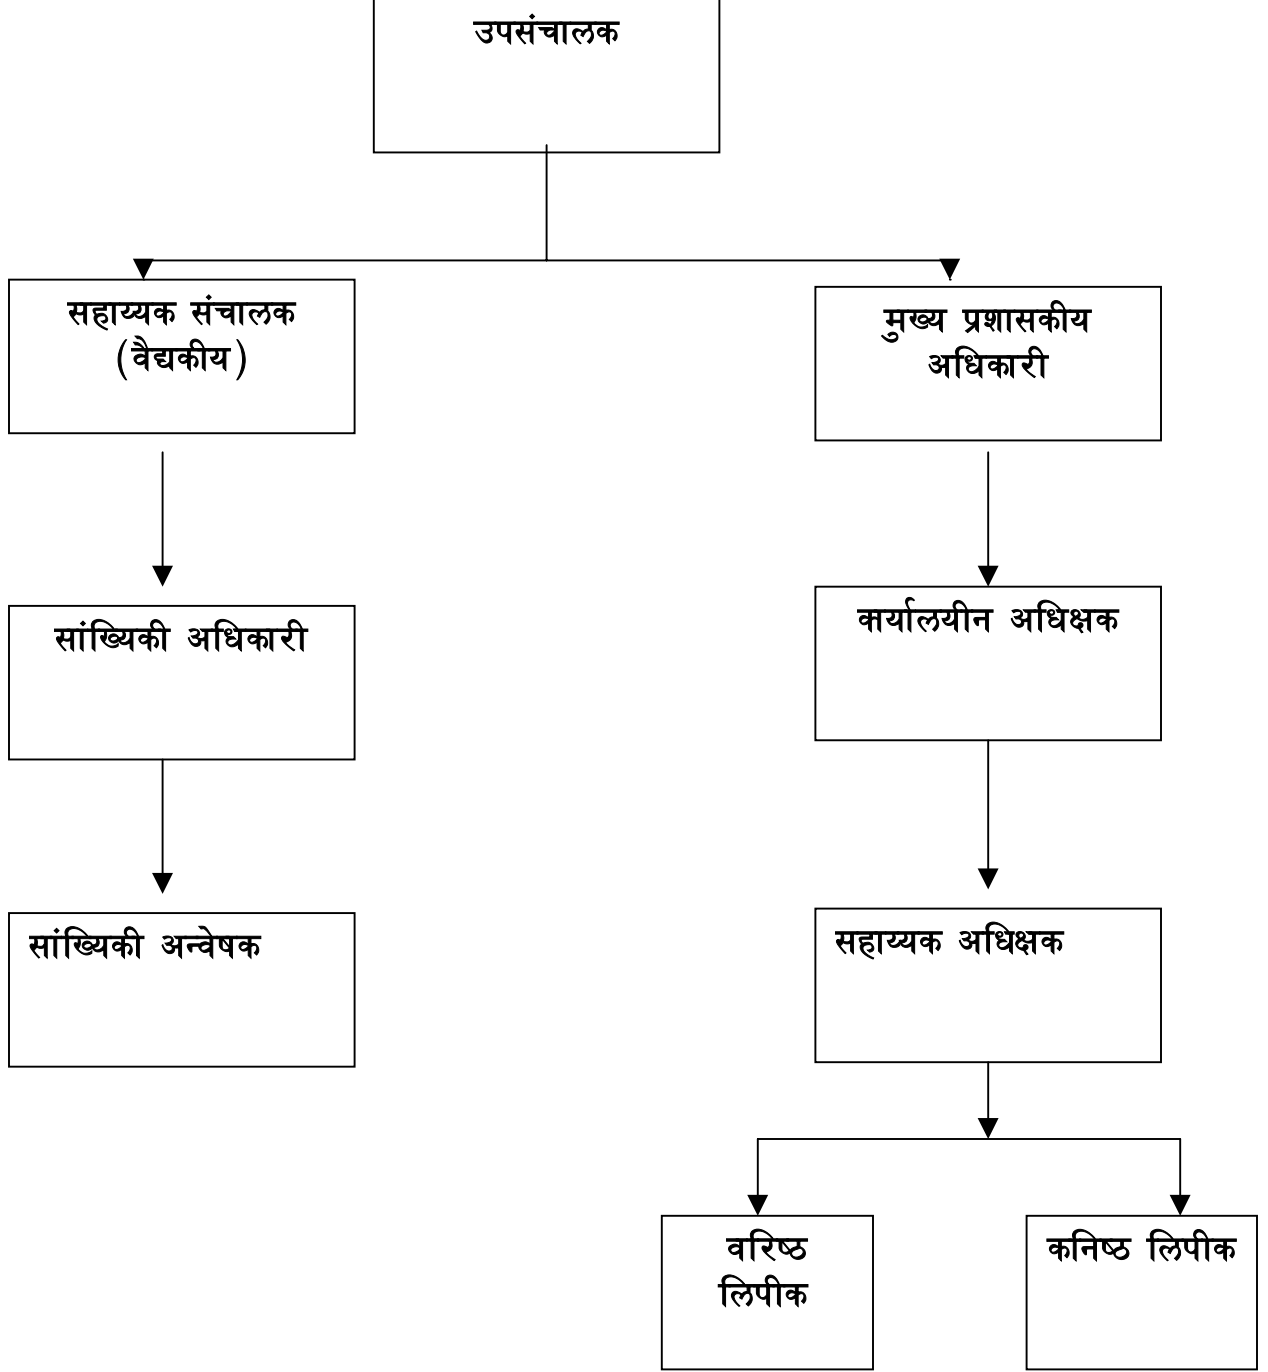 उपसंचालक
सहाय्यक संचालक
(वैद्यकीय)
मुख्य प्रशासकीय
अधिकारी
सांख्यिकी अधिकारी
कार्यालयीन अधिक्षक
सांख्यिकी अन्वेषक
सहाय्यक अधिक्षक
वरिष्ठ
लिपीक
कनिष्ठ लिपीक